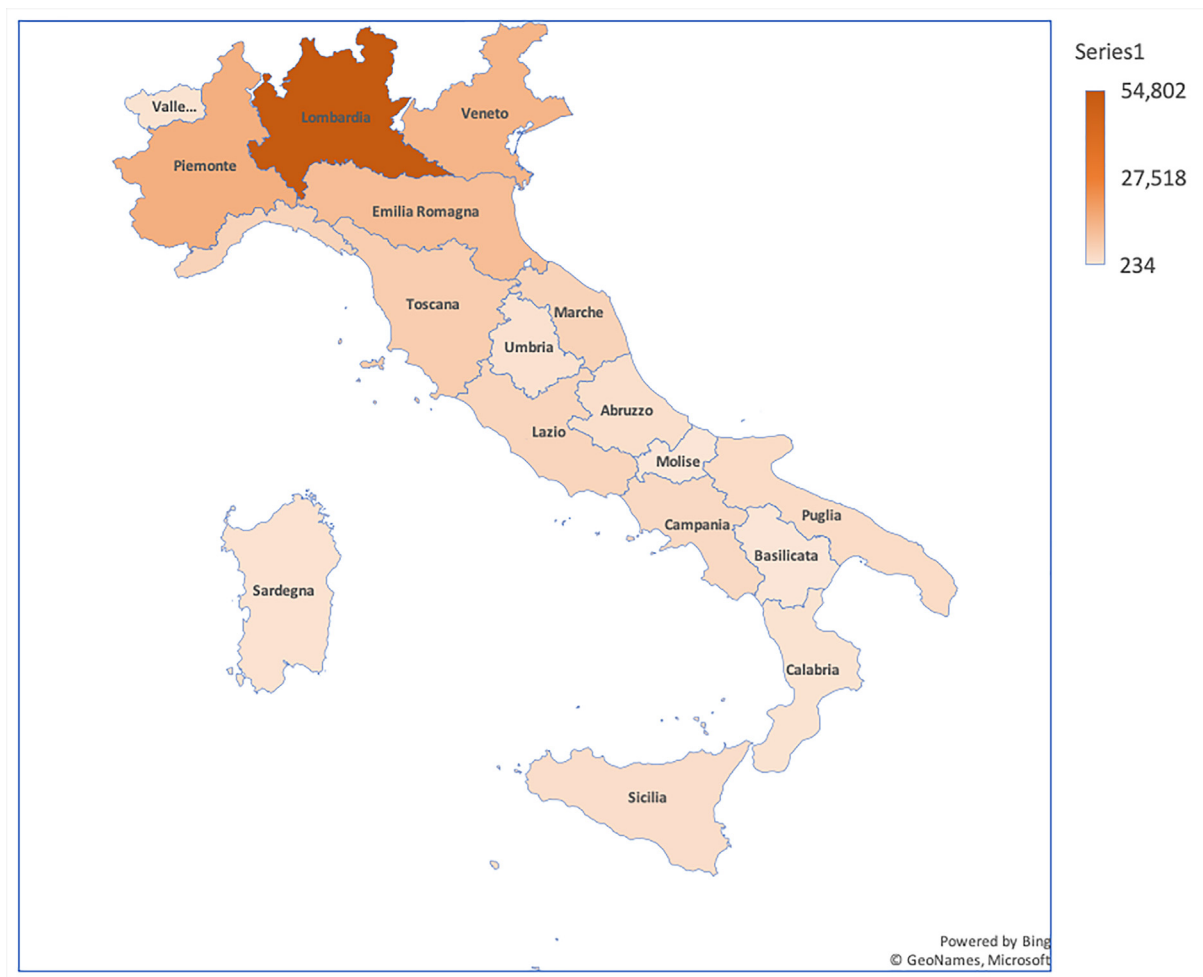 Series1
54,802
27,518
234
Valle...
Lombardia
Veneto
Piemonte
Emilia Romagna
Toscana
Marche
Umbria
Abruzzo
Lazio
Molise
Puglia
Campania
Basilicata
Sardegna
Calabria
Sicilia
Powered by Bing
© GeoNames, Microsoft